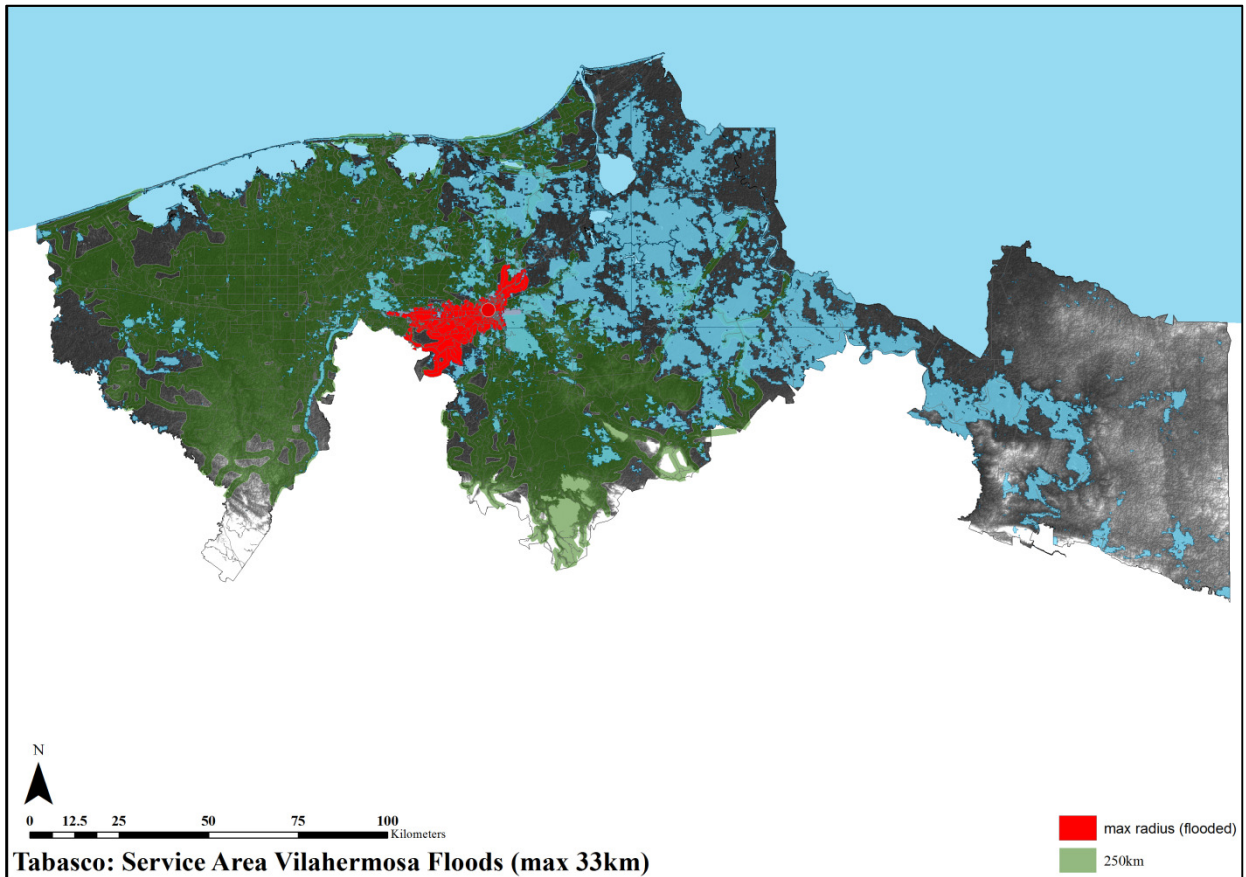 N
0 12.5 25 50 75 100
Kilometers
Tabasco: Service Area Vilahermosa Floods (max 33km)
max radius (flooded)
250km